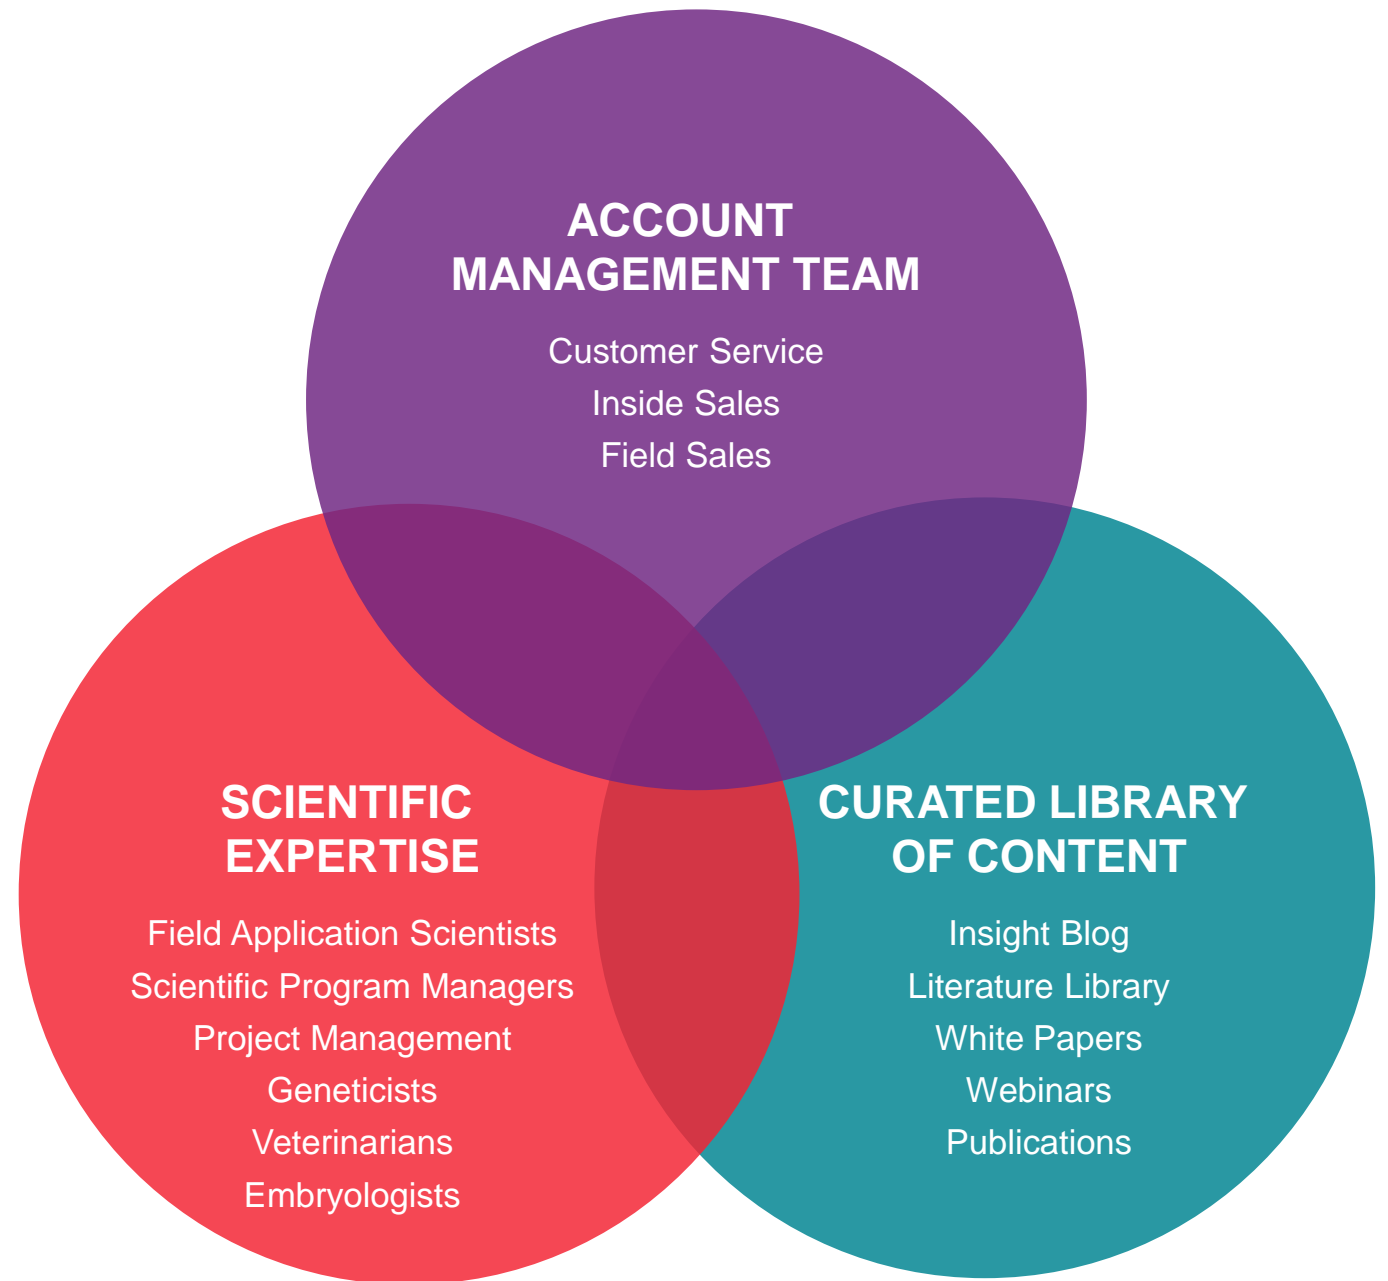 ACCOUNT
MANAGEMENT TEAM
Customer Service
Inside Sales
Field Sales
SCIENTIFIC
EXPERTISE
Field Application Scientists
Scientific Program Managers
Project Management
Geneticists
Veterinarians
Embryologists
CURATED LIBRARY
OF CONTENT
Insight Blog
Literature Library
White Papers
Webinars
Publications